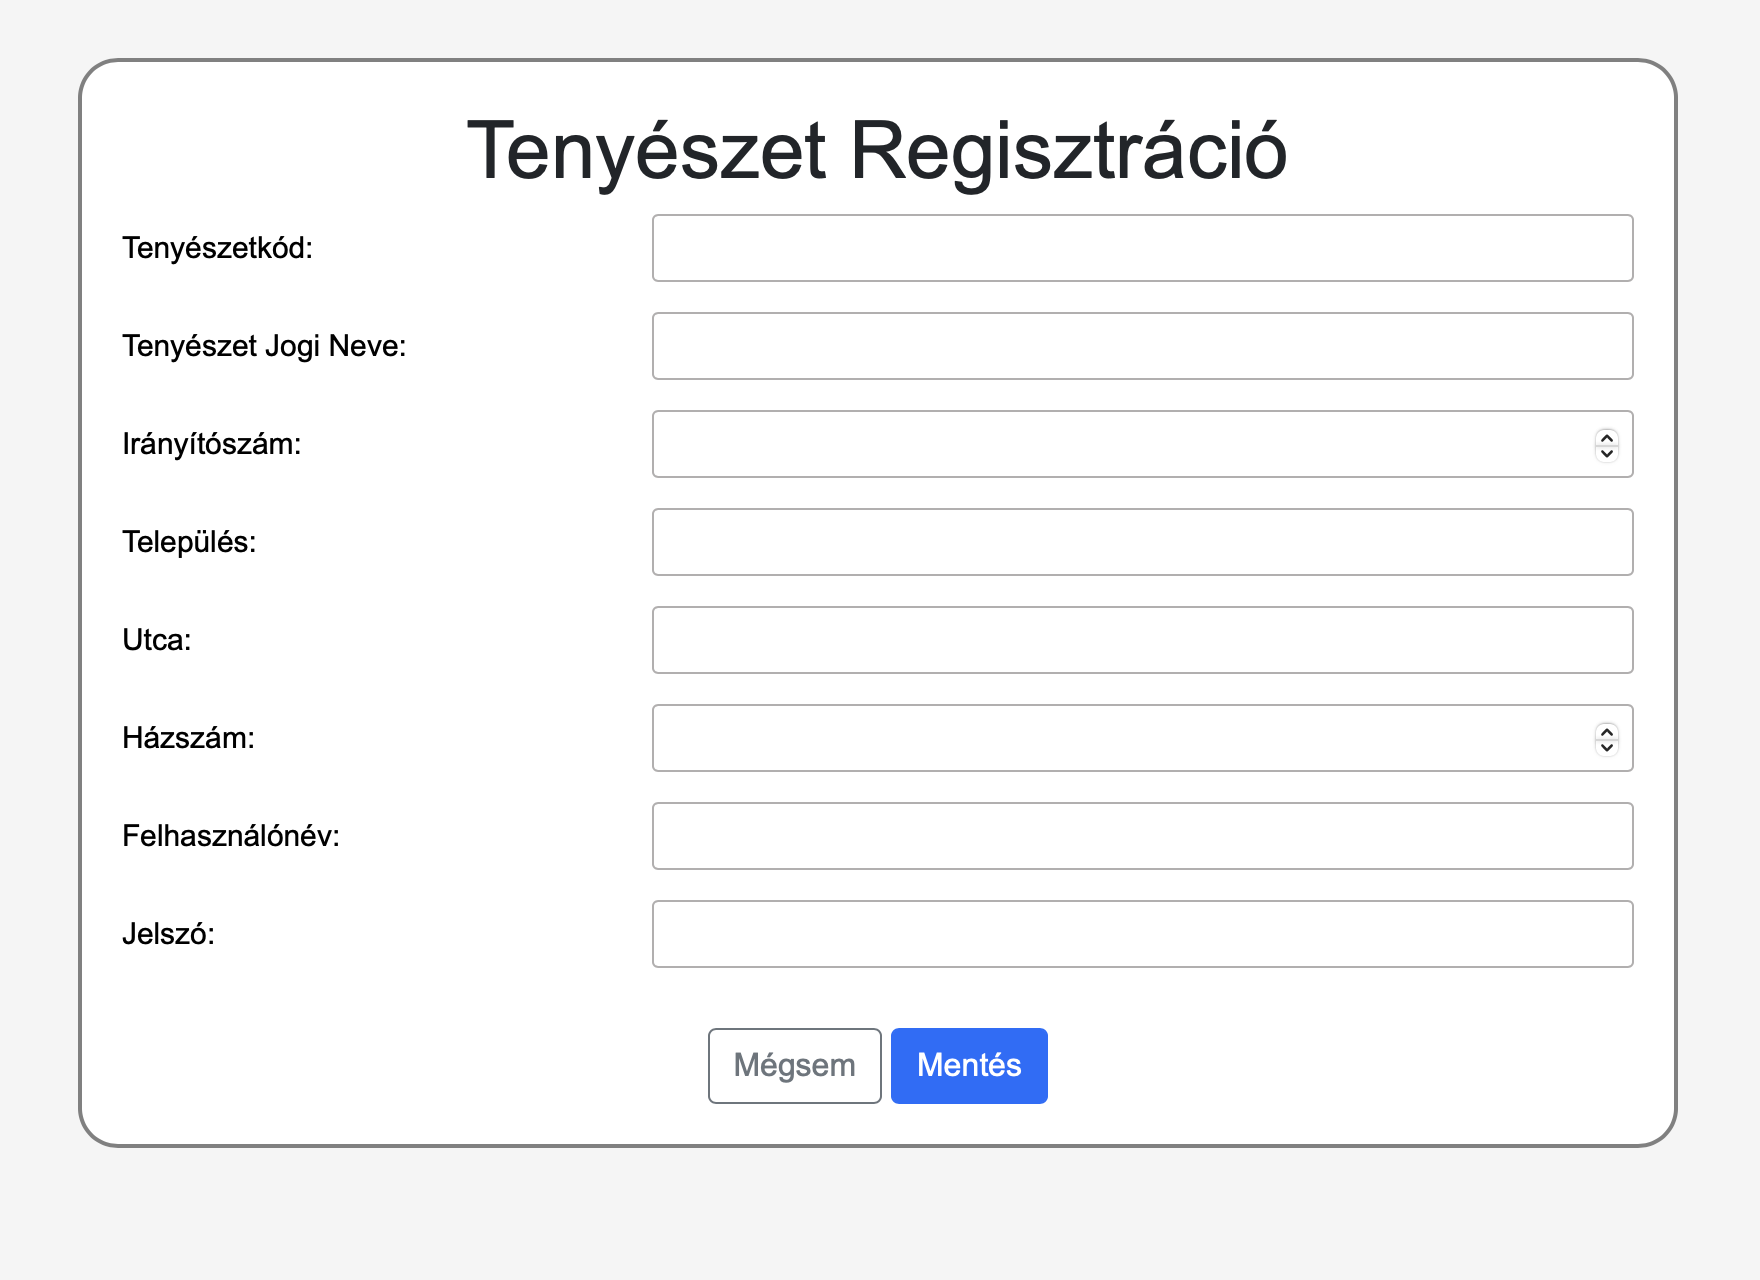 Tenyészet Regisztráció
Tenyészetkód:
Tenyészet Jogi Neve:
Irányítószám:
Település:
Utca:
Házszám:
Felhasználónév:
Jelszó:
Mégsem Mentés